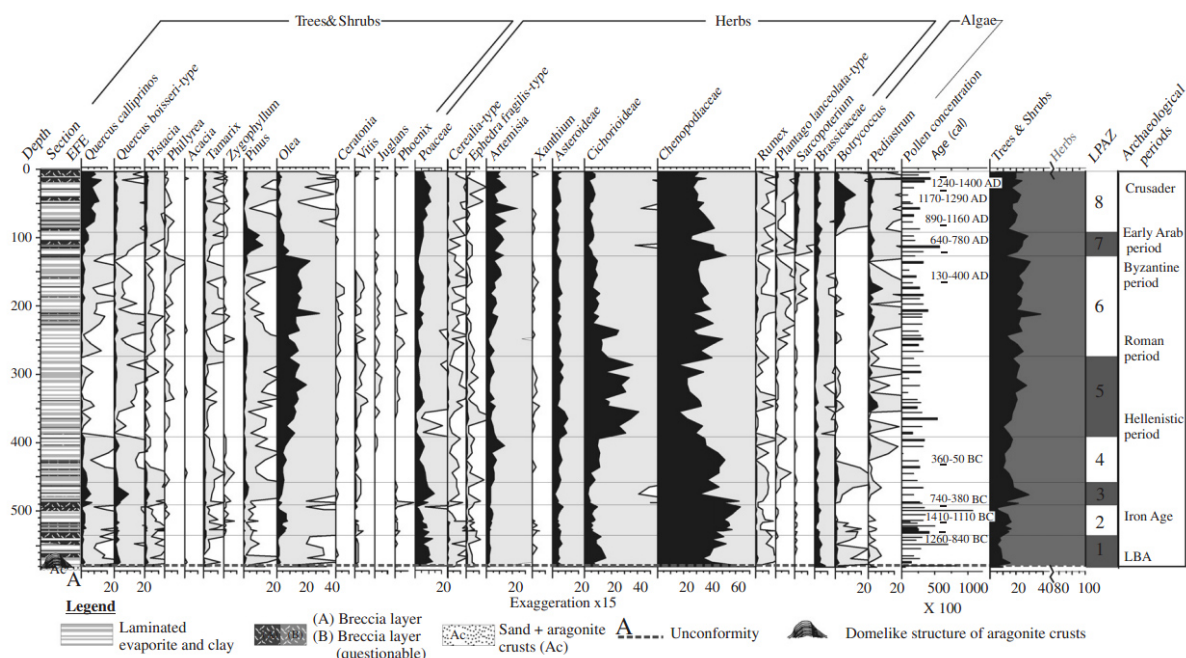 Trees& Shrubs
Herbs
Algae
Depth
Section
EFE
Quercus calliprinos
Quercus boisseri-type
Pistacia
Phillyrea
Acacia
Tamarix
Zygophyllum
Pinus
Olea
Ceratonia
Vitis
Juglans
Phoenix
Poaceae
Cerealia-type
Ephedra fragilis-type
Artemisia
Xanthium
Asteroideae
Cichorioideae
Chenopodiaceae
Rumex
Plantago lanceolata-type
Sarcopoterium
Brassicaceae
Botrycoccus
Pediastrum
Pollen concentration
Age (cal)
Trees & Shrubs
Herbs
LPAZ
Archaeological
periods
0
100
200
300
400
500
1240-1400 AD
1170-1290 AD
890-1160 AD
640-780 AD
130-400 AD
360-50 BC
740-380 BC
1410-1110 BC
1260-840 BC
8
7
6
5
4
3
2
1
Crusader
Early Arab
period
Byzantine
period
Roman
period
Hellenistic
period
Iron Age
LBA
Ac
A
20 20 20 20 20 40 20 20 20 20 40 60 20 20 20 500 1000 20 40 80 100
Exaggeration x15
X 100
Legend
Laminated
evaporite and clay
(B)
(A) Breccia layer
(B) Breccia layer
(questionable)
Ac
Sand + aragonite
crusts (Ac)
A
Unconformity
Domelike structure of aragonite crusts